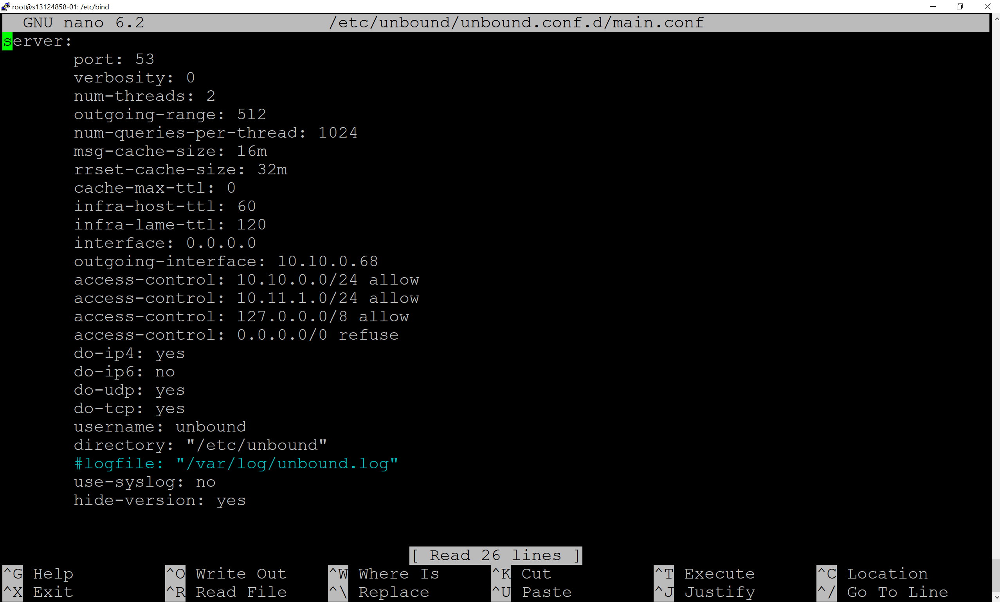 root@s13124858-01: /etc/bind
GNU nano 6.2 /etc/unbound/unbound.conf.d/main.conf
server:
port: 53
verbosity: 0
num-threads: 2
outgoing-range: 512
num-queries-per-thread: 1024
msg-cache-size: 16m
rrset-cache-size: 32m
cache-max-ttl: 0
infra-host-ttl: 60
infra-lame-ttl: 120
interface: 0.0.0.0
outgoing-interface: 10.10.0.68
access-control: 10.10.0.0/24 allow
access-control: 10.11.1.0/24 allow
access-control: 127.0.0.0/8 allow
access-control: 0.0.0.0/0 refuse
do-ip4: yes
do-ip6: no
do-udp: yes
do-tcp: yes
username: unbound
directory: "/etc/unbound"
#logfile: "/var/log/unbound.log"
use-syslog: no
hide-version: yes
[ Read 26 lines ]
^G Help ^O Write Out ^W Where Is ^K Cut ^T Execute ^C Location
^X Exit ^R Read File ^\ Replace ^U Paste ^J Justify ^/ Go To Line